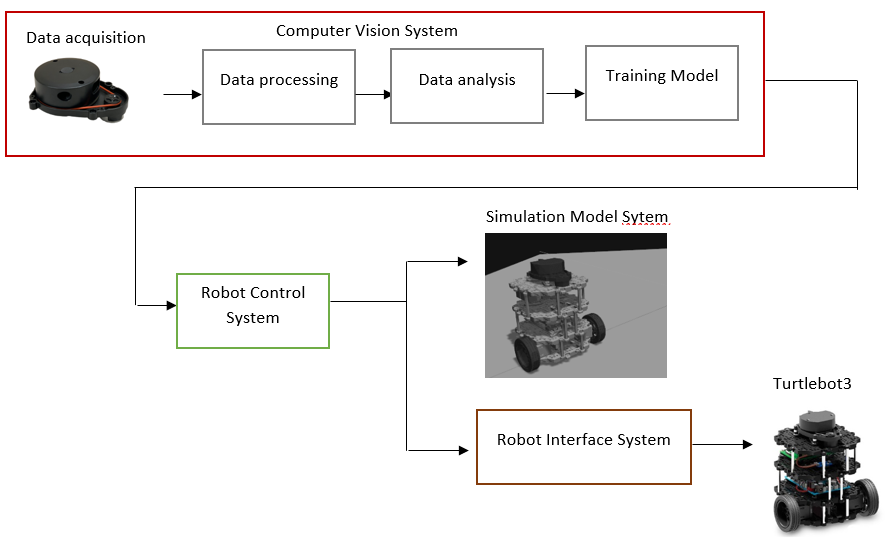 Computer Vision System
Data acquisition
Data processing
Data analysis
Training Model
Simulation Model Sytem
Robot Control
System
Turtlebot3
Robot Interface System